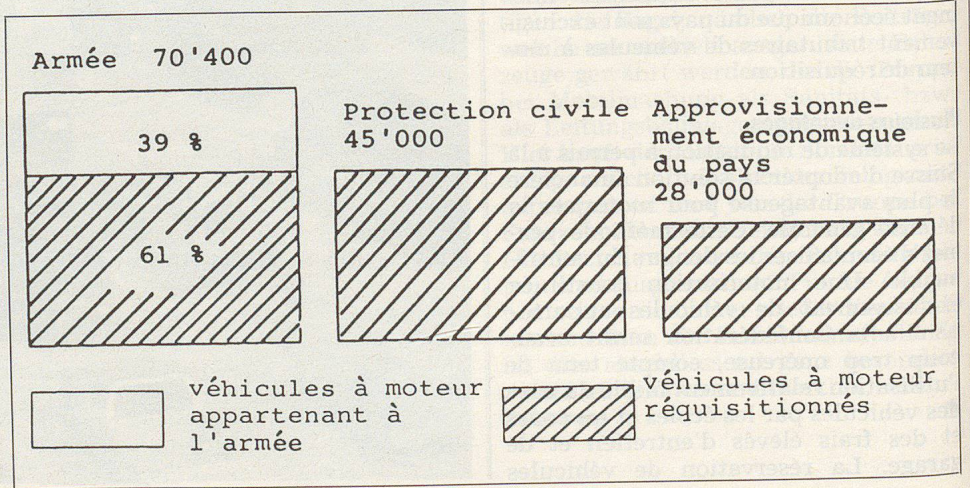 Armée 70'400
39 %
61 %
Protection civile
45'000
Approvisionne-
ment économique
du pays
28'000
véhicules à moteur
appartenant à
l'armée
véhicules à moteur
réquisitionnés